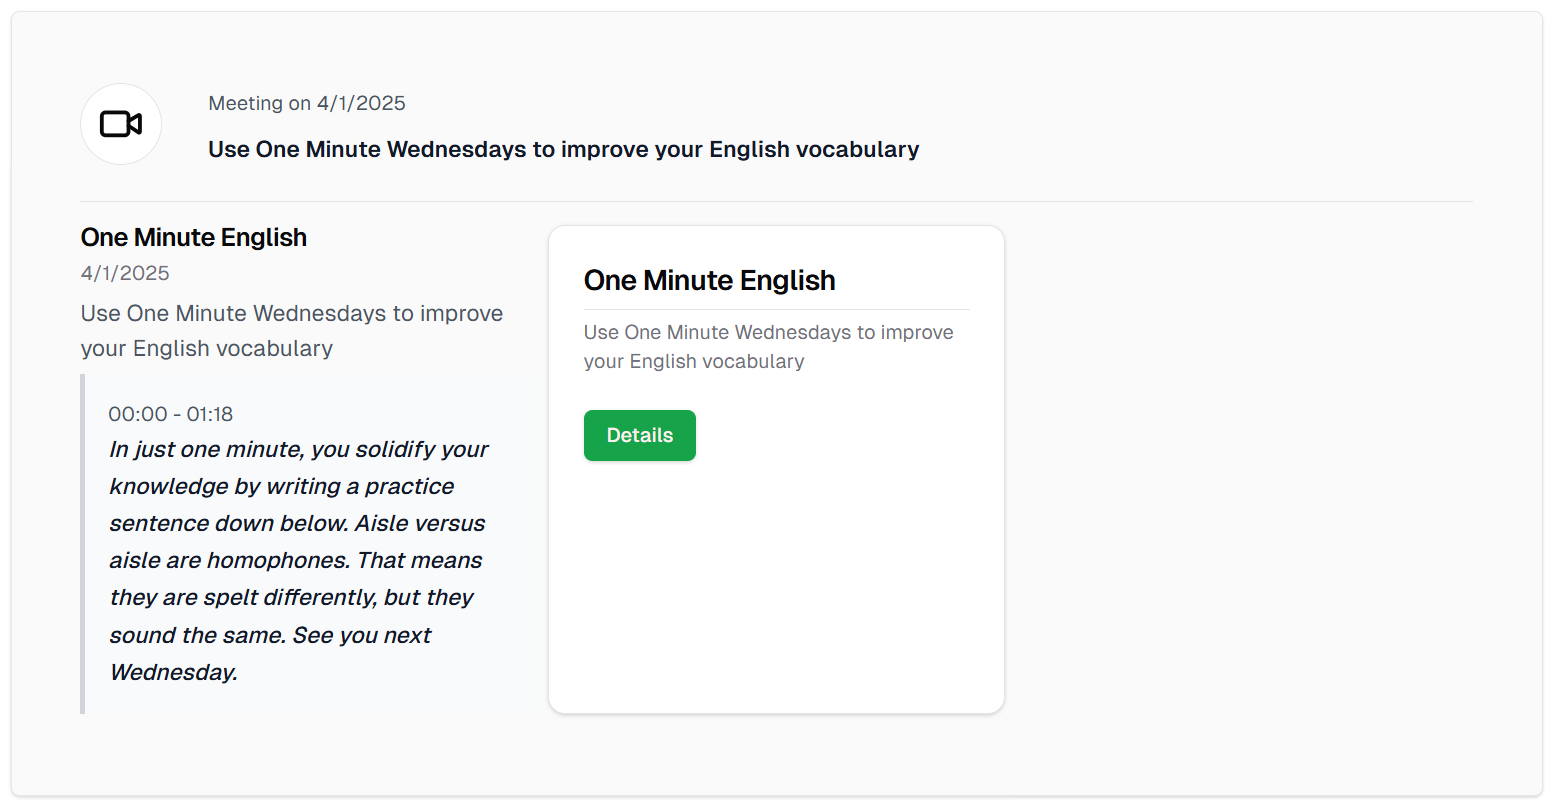 Meeting on 4/1/2025
Use One Minute Wednesdays to improve your English vocabulary
One Minute English
4/1/2025
Use One Minute Wednesdays to improve
your English vocabulary
00:00 - 01:18
In just one minute, you solidify your
knowledge by writing a practice
sentence down below. Aisle versus
aisle are homophones. That means
they are spelt differently, but they
sound the same. See you next
Wednesday.
One Minute English
Use One Minute Wednesdays to improve
your English vocabulary
Details